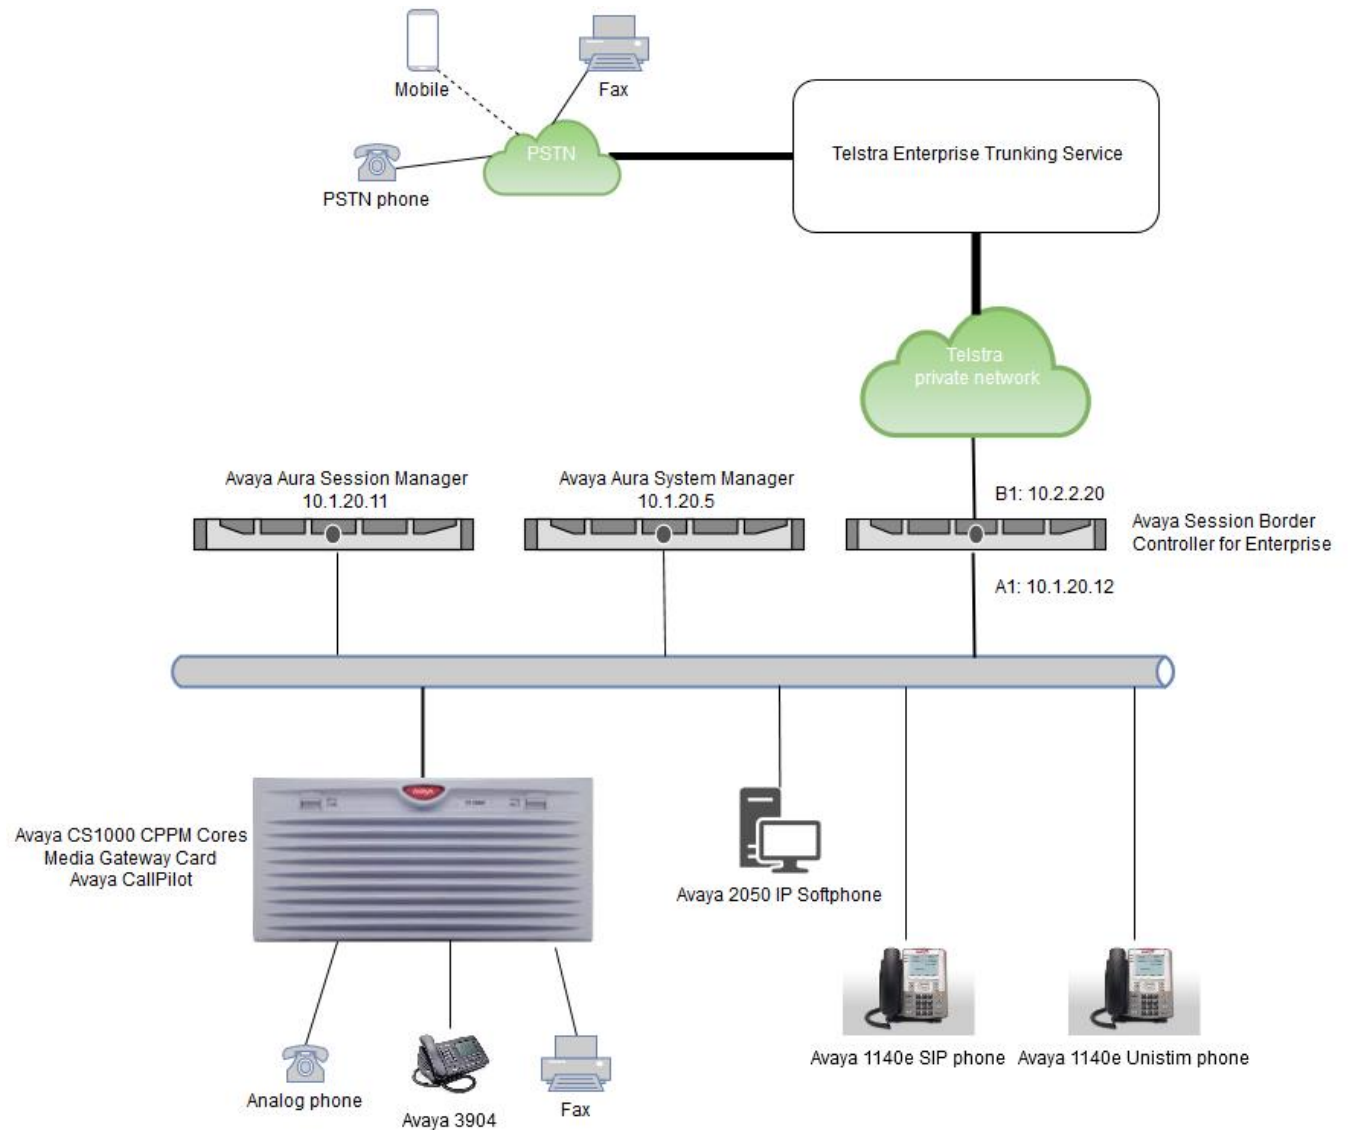 Mobile
Fax
PSTN
PSTN phone
Telstra Enterprise Trunking Service
Telstra
private network
Avaya Aura Session Manager
10.1.20.11
Avaya Aura System Manager
10.1.20.5
B1: 10.2.2.20
Avaya Session Border
Controller for Enterprise
A1: 10.1.20.12
AVAYA
Avaya CS1000 CPPM Cores
Media Gateway Card
Avaya CallPilot
Avaya 2050 IP Softphone
Avaya 1140e SIP phone
Avaya 1140e Unistim phone
Analog phone
Avaya 3904
Fax